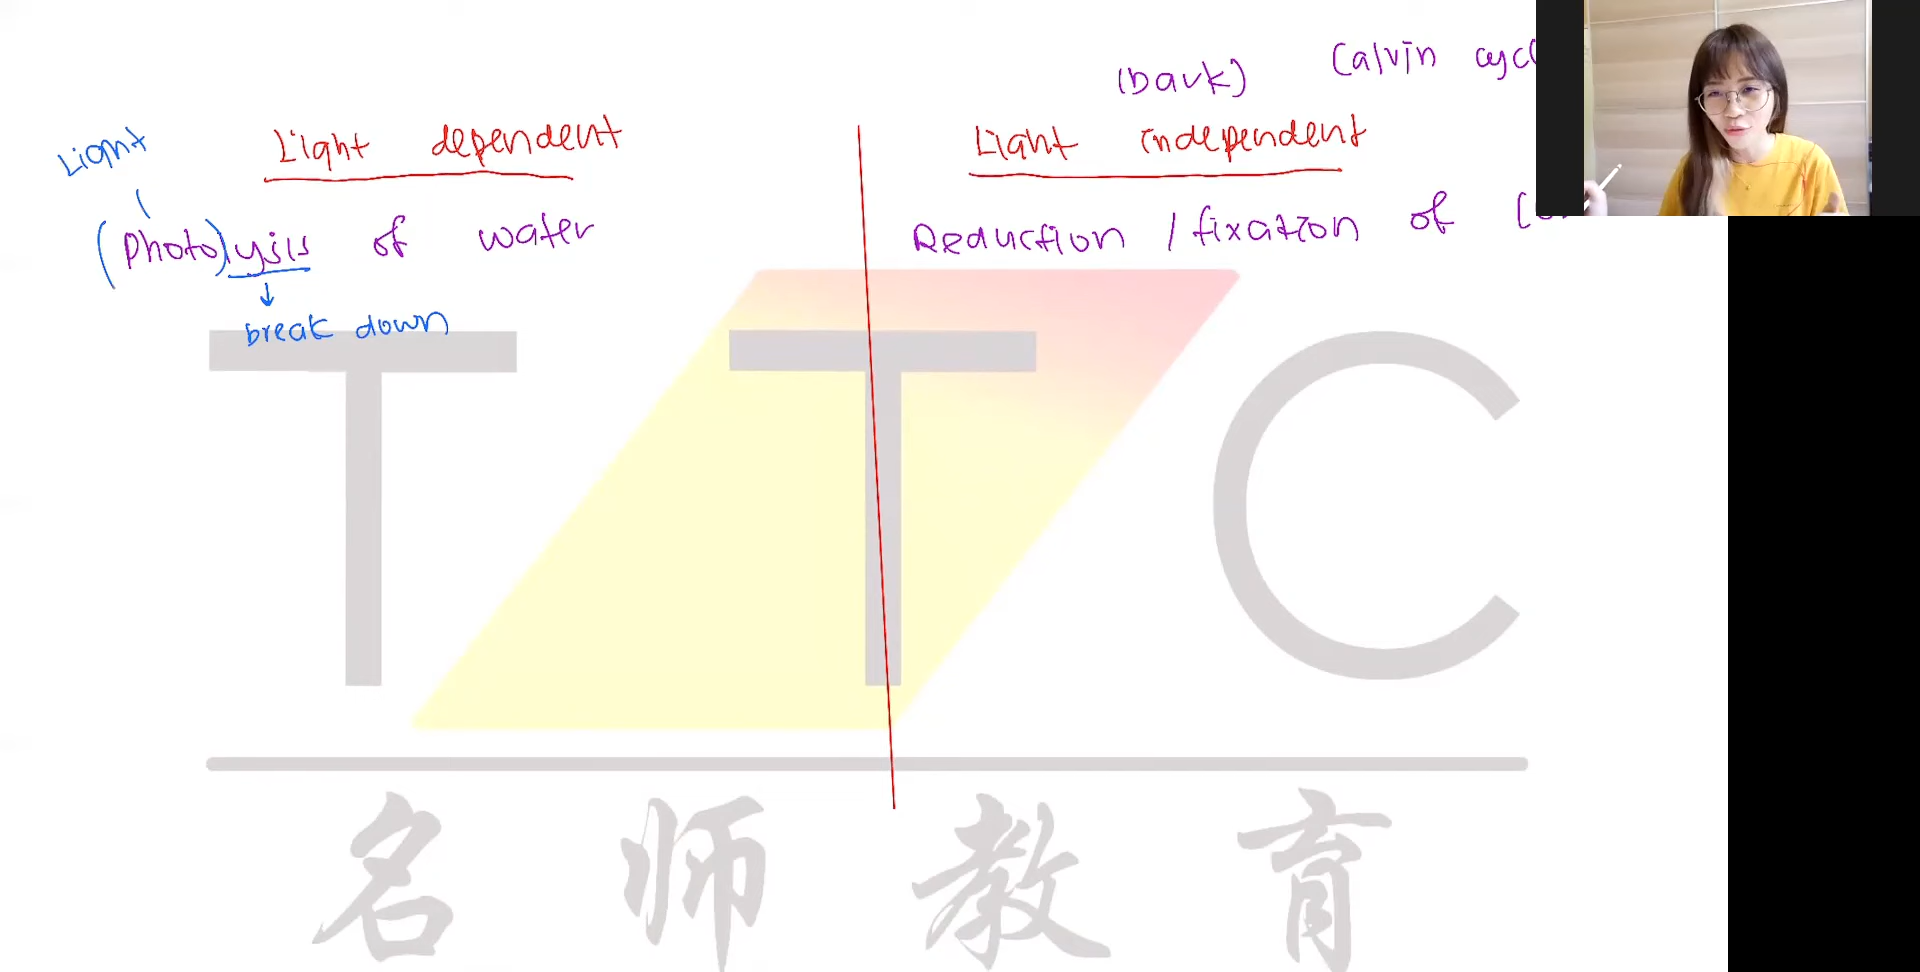 (Dark) Calvin
Light
Light dependent
Light independent
(Photo)lysis of water
Reduction / fixation of
break down
TTC
名师教育